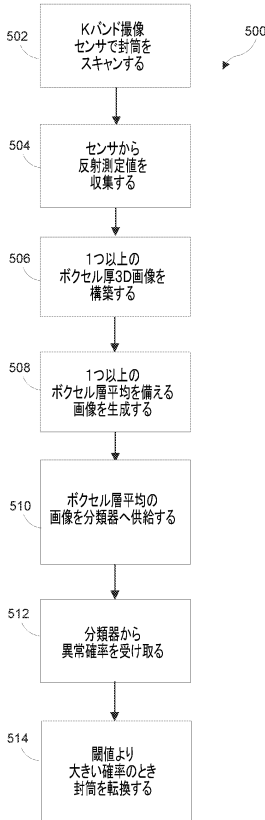 500
502
Kバンド撮像
センサで封筒を
スキャンする
504
センサから
反射測定値を
収集する
506
1つ以上の
ボクセル厚3D画像を
構築する
508
1つ以上の
ボクセル層平均を備える
画像を生成する
510
ボクセル層平均の
画像を分類器へ供給する
512
分類器から
異常確率を受け取る
514
閾値より
大きい確率のとき
封筒を転換する